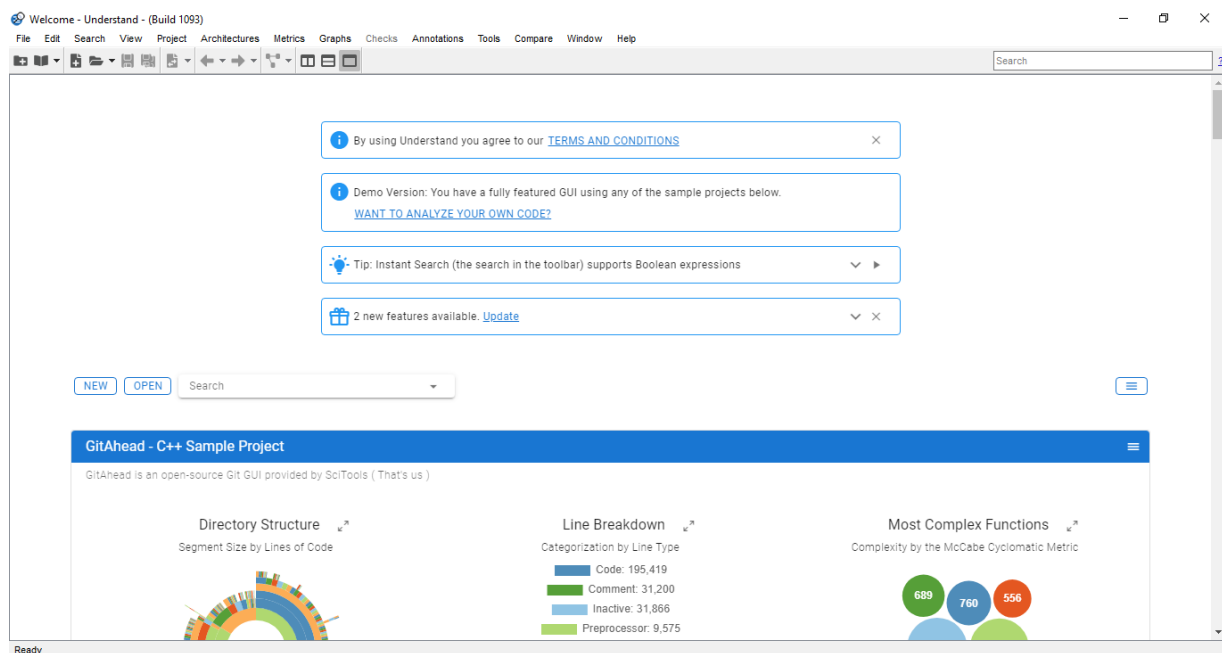 Welcome - Understand - (Build 1093)
File Edit Search View Project Architectures Metrics Graphs Checks Annotations Tools Compare Window Help
Search ?
By using Understand you agree to our TERMS AND CONDITIONS
Demo Version: You have a fully featured GUI using any of the sample projects below.
WANT TO ANALYZE YOUR OWN CODE?
Tip: Instant Search (the search in the toolbar) supports Boolean expressions
2 new features available. Update
NEW OPEN Search
GitAhead - C++ Sample Project
GitAhead is an open-source Git GUI provided by SciTools ( That's us )
Directory Structure
Segment Size by Lines of Code
Line Breakdown
Categorization by Line Type
Code: 195,419
Comment: 31,200
Inactive: 31,866
Preprocessor: 9,575
Most Complex Functions
Complexity by the McCabe Cyclomatic Metric
689 760 556
Ready